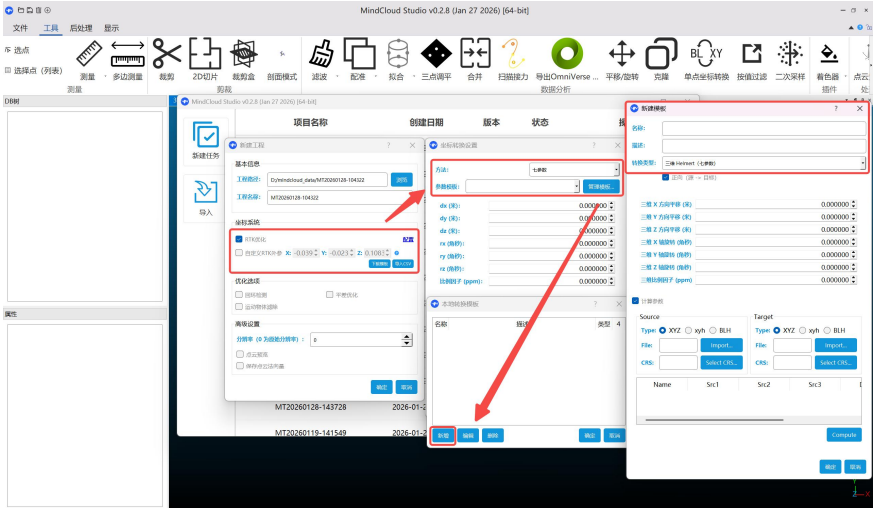 MindCloud Studio v0.2.8 (Jan 27 2026) [64-bit]
文件 工具 后处理 显示
选点
选择点 (列表)
测量 多边测量 裁剪 2D切片 裁剪盒 剖面模式 滤波 配准 拟合 三点调平 合并 扫描接力 导出OmniVerse ... 平移/旋转 克隆 单点坐标转换 按值过滤 二次采样 着色器 点云
测量 剪裁 数据分析 插件 处
DB树
属性
MindCloud Studio v0.2.8 (Jan 27 2026) [64-bit]
新建任务
导入
项目名称 创建日期 版本 状态
MT20260128-143728 2026-01-2
MT20260119-141549 2026-01-2
新建工程
基本信息
工程路径: D:/mindcloud_data/MT20260128-104322 浏览
工程名称: MT20260128-104322
坐标系统
RTK优化 配置
自定义RTK外参 X: -0.039 Y: -0.023 Z: 0.108
下载模板 导入CSV
优化选项
回环检测 平差优化
运动物体滤除
高级设置
分辨率 (0 为原始分辨率) : 0
点云赋色
保存点云法向量
确定 取消
坐标转换设置
方法: 七参数
参数模板: 管理模板...
dx (米): 0.000000
dy (米): 0.000000
dz (米): 0.000000
rx (角秒): 0.000000
ry (角秒): 0.000000
rz (角秒): 0.000000
比例因子 (ppm): 0.000000
本地转换模板
名称 描述 类型 4
新增 编辑 删除 确定 取消
新建模板
名称:
描述:
转换类型: 三维 Helmert (七参数)
正向 (源 -> 目标)
三维 X 方向平移 (米) 0.000000
三维 Y 方向平移 (米) 0.000000
三维 Z 方向平移 (米) 0.000000
三维 X 轴旋转 (角秒) 0.000000
三维 Y 轴旋转 (角秒) 0.000000
三维 Z 轴旋转 (角秒) 0.000000
三维比例因子 (ppm) 0.000000
计算参数
Source Target
Type: XYZ xyh BLH Type: XYZ xyh BLH
File: Import... File: Import...
CRS: Select CRS... CRS: Select CRS...
Name Src1 Src2 Src3
Compute
确定 取消